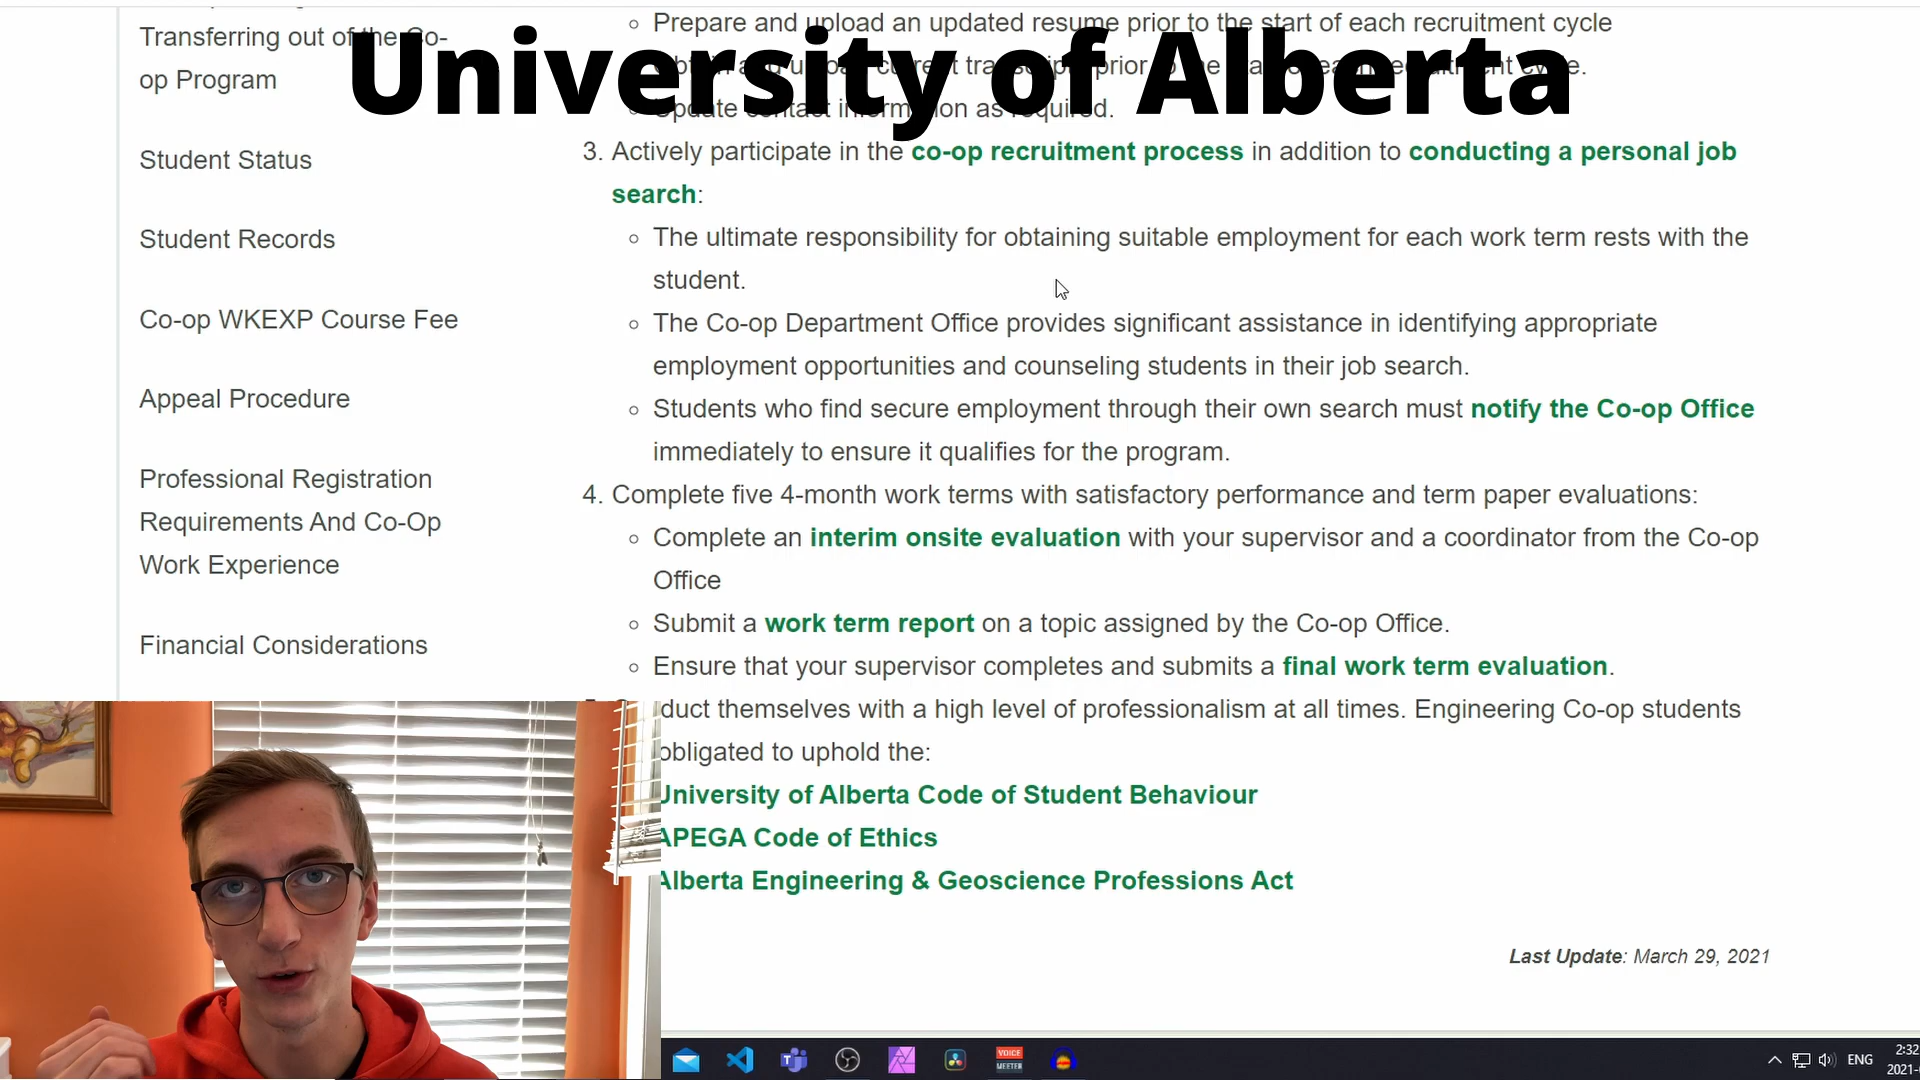 University of Alberta
Transferring out of the Co-
op Program
Student Status
Student Records
Co-op WKEXP Course Fee
Appeal Procedure
Professional Registration
Requirements And Co-Op
Work Experience
Financial Considerations
Prepare and upload an updated resume prior to the start of each recruitment cycle
prior
Update contact information as required.
3. Actively participate in the co-op recruitment process in addition to conducting a personal job
search:
The ultimate responsibility for obtaining suitable employment for each work term rests with the
student.
The Co-op Department Office provides significant assistance in identifying appropriate
employment opportunities and counseling students in their job search.
Students who find secure employment through their own search must notify the Co-op Office
immediately to ensure it qualifies for the program.
4. Complete five 4-month work terms with satisfactory performance and term paper evaluations:
Complete an interim onsite evaluation with your supervisor and a coordinator from the Co-op
Office
Submit a work term report on a topic assigned by the Co-op Office.
Ensure that your supervisor completes and submits a final work term evaluation.
duct themselves with a high level of professionalism at all times. Engineering Co-op students
obligated to uphold the:
University of Alberta Code of Student Behaviour
APEGA Code of Ethics
Alberta Engineering & Geoscience Professions Act
Last Update: March 29, 2021
VOICE
MEETER
ENG
2:32
2021-